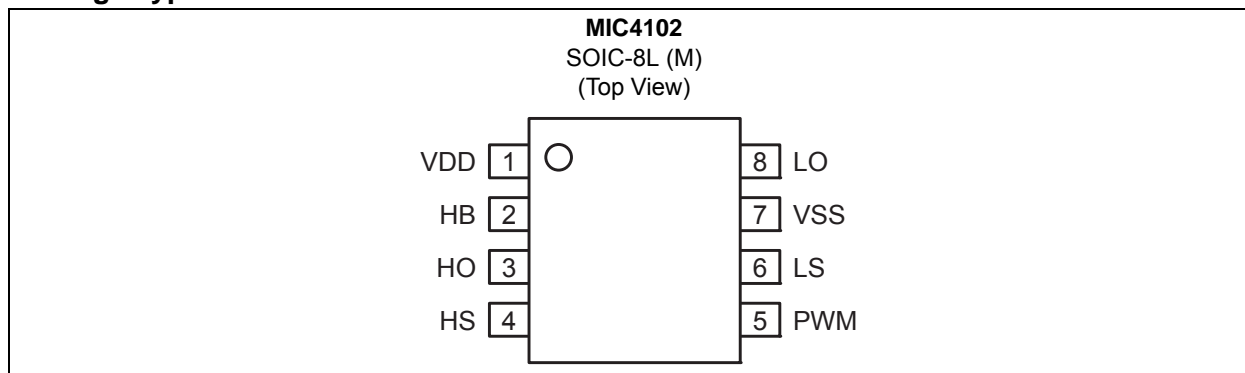 MIC4102
SOIC-8L (M)
(Top View)
VDD 1 8 LO
HB 2 7 VSS
HO 3 6 LS
HS 4 5 PWM